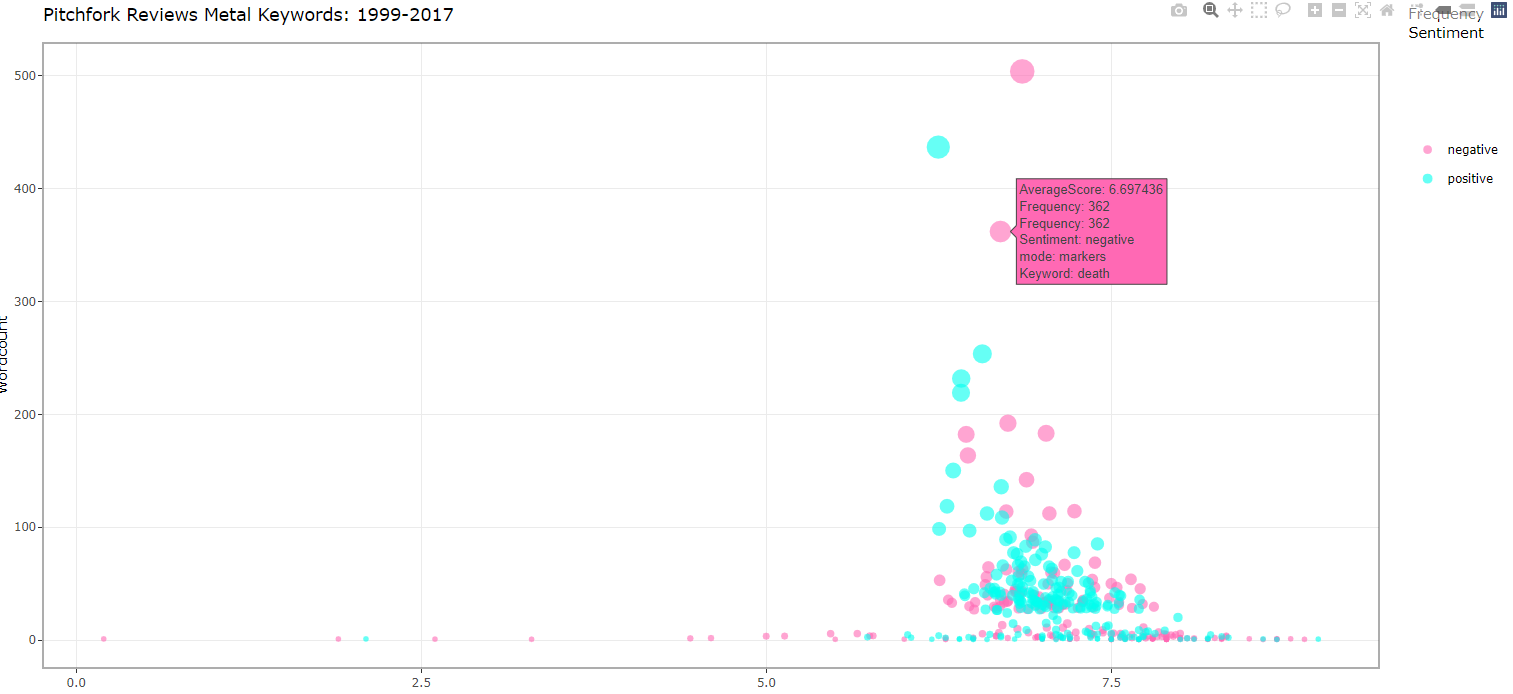 Pitchfork Reviews Metal Keywords: 1999-2017
Frequency
Sentiment
negative
positive
500
400
300
200
100
0
Wordcount
AverageScore: 6.697436
Frequency: 362
Frequency: 362
Sentiment: negative
mode: markers
Keyword: death
0.0
2.5
5.0
7.5